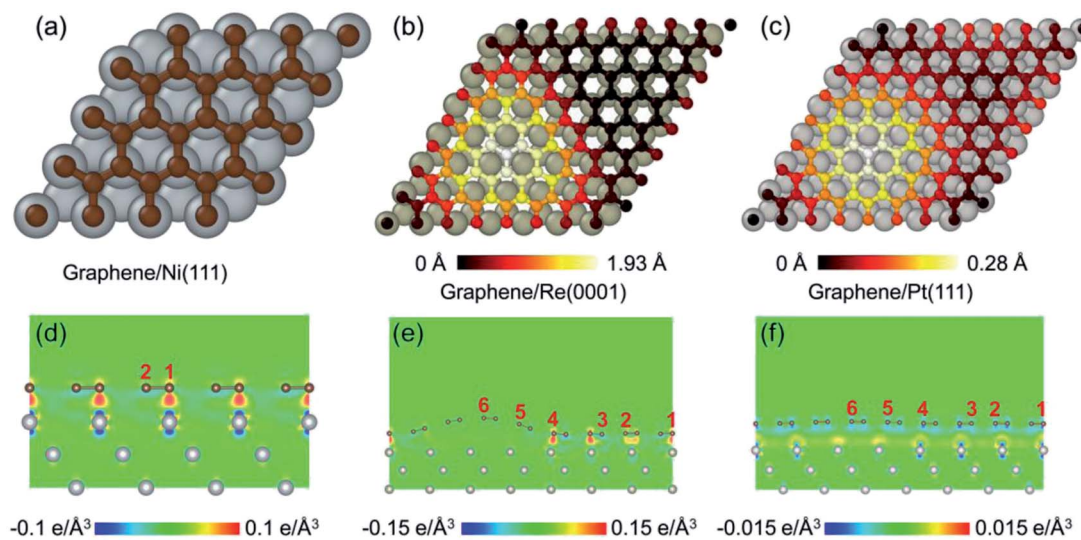 (a)
(b)
(c)
Graphene/Ni(111)
0 Å 1.93 Å
Graphene/Re(0001)
0 Å 0.28 Å
Graphene/Pt(111)
(d)
2 1
(e)
6 5 4 3 2 1
(f)
6 5 4 3 2 1
-0.1 e/Å³ 0.1 e/Å³
-0.15 e/Å³ 0.15 e/Å³
-0.015 e/Å³ 0.015 e/Å³